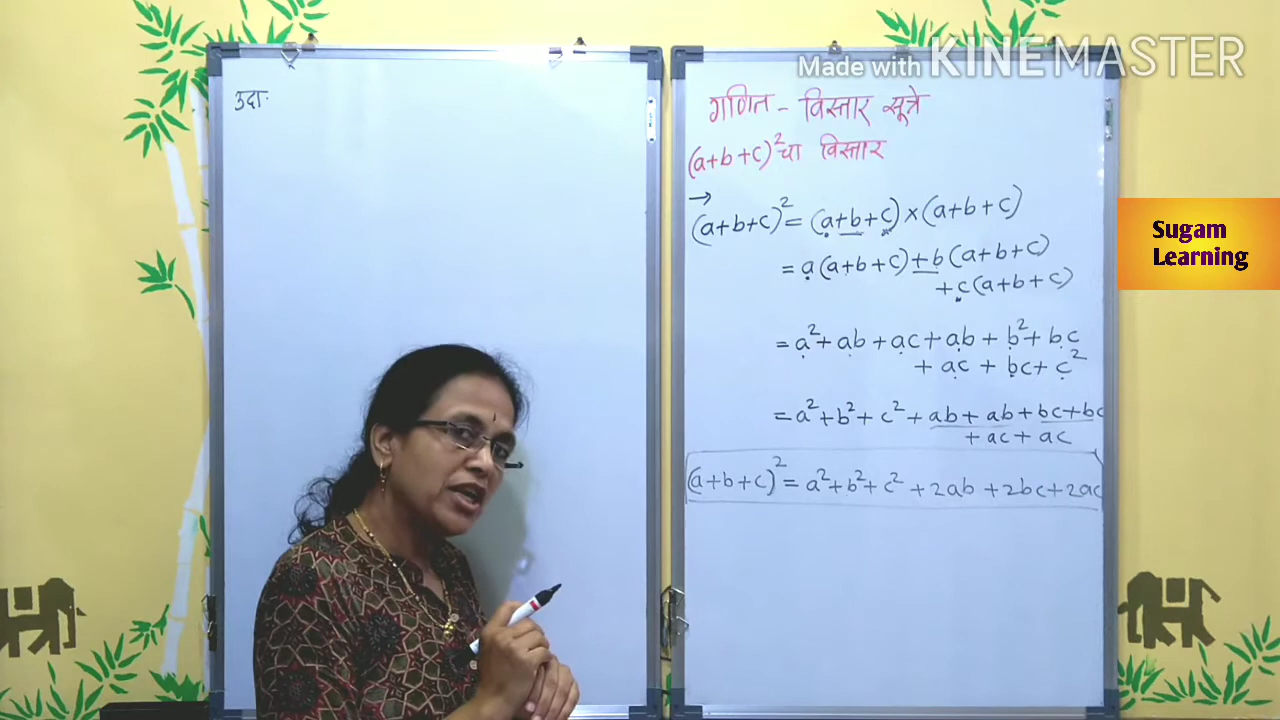 Made with KINEMASTER
उदा.
गणित - विस्तार सूत्रे
(a+b+c)²चा विस्तार
→
(a+b+c)² = (a+b+c)×(a+b+c)
= a(a+b+c)+b(a+b+c)
+c(a+b+c)
= a²+ab+ac+ab+b²+bc
+ac+bc+c²
= a²+b²+c²+ab+ab+bc+bc
+ac+ac
(a+b+c)² = a²+b²+c²+2ab+2bc+2ac
Sugam
Learning